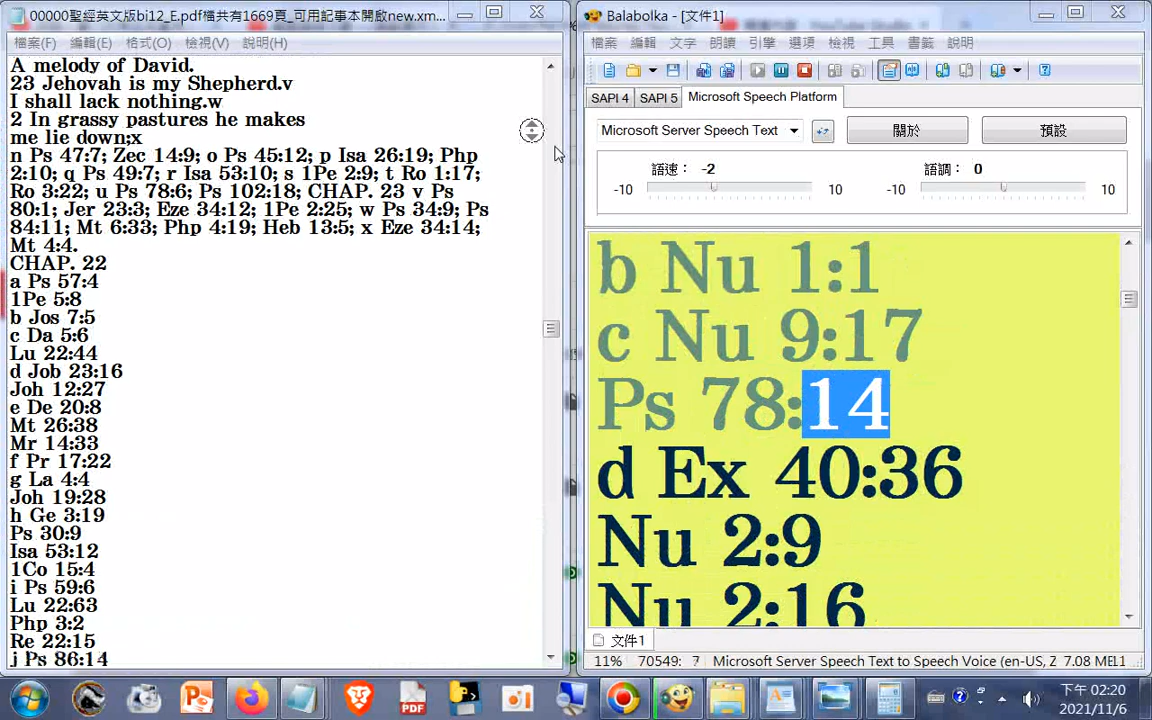 00000聖經英文版bi12_E.pdf檔共有1669頁_可用記事本開啟new.xm...
檔案(F) 編輯(E) 格式(O) 檢視(V) 說明(H)
A melody of David.
23 Jehovah is my Shepherd.v
I shall lack nothing.w
2 In grassy pastures he makes
me lie down;x
n Ps 47:7; Zec 14:9, o Ps 45:12; p Isa 26:19; Php
2:10; q Ps 49:7; r Isa 53:10; s 1Pe 2:9; t Ro 1:17;
Ro 3:22; u Ps 78:6; Ps 102:18; CHAP. 23 v Ps
80:1; Jer 23:3; Eze 34:12; 1Pe 2:25; w Ps 34:9; Ps
84:11; Mt 6:33; Php 4:19; Heb 13:5; x Eze 34:14;
Mt 4:4.
CHAP. 22
a Ps 57:4
1Pe 5:8
b Jos 7:5
c Da 5:6
Lu 22:44
d Job 23:16
Joh 12:27
e De 20:8
Mt 26:38
Mr 14:33
f Pr 17:22
g La 4:4
Joh 19:28
h Ge 3:19
Ps 30:9
Isa 53:12
1Co 15:4
i Ps 59:6
Lu 22:63
Php 3:2
Re 22:15
j Ps 86:14
Balabolka - [文件1]
檔案 編輯 文字 朗讀 引擎 選項 檢視 工具 書籤 說明
SAPI 4 SAPI 5 Microsoft Speech Platform
Microsoft Server Speech Text 關於 預設
語速： -2 語調： 0
-10 10 -10 10
b Nu 1:1
c Nu 9:17
Ps 78:14
d Ex 40:36
Nu 2:9
Nu 2:16
文件1
11% 70549: ? Microsoft Server Speech Text to Speech Voice (en-US, Z 7.08 МЕL11
PDF
下午 02:20
2021/11/6